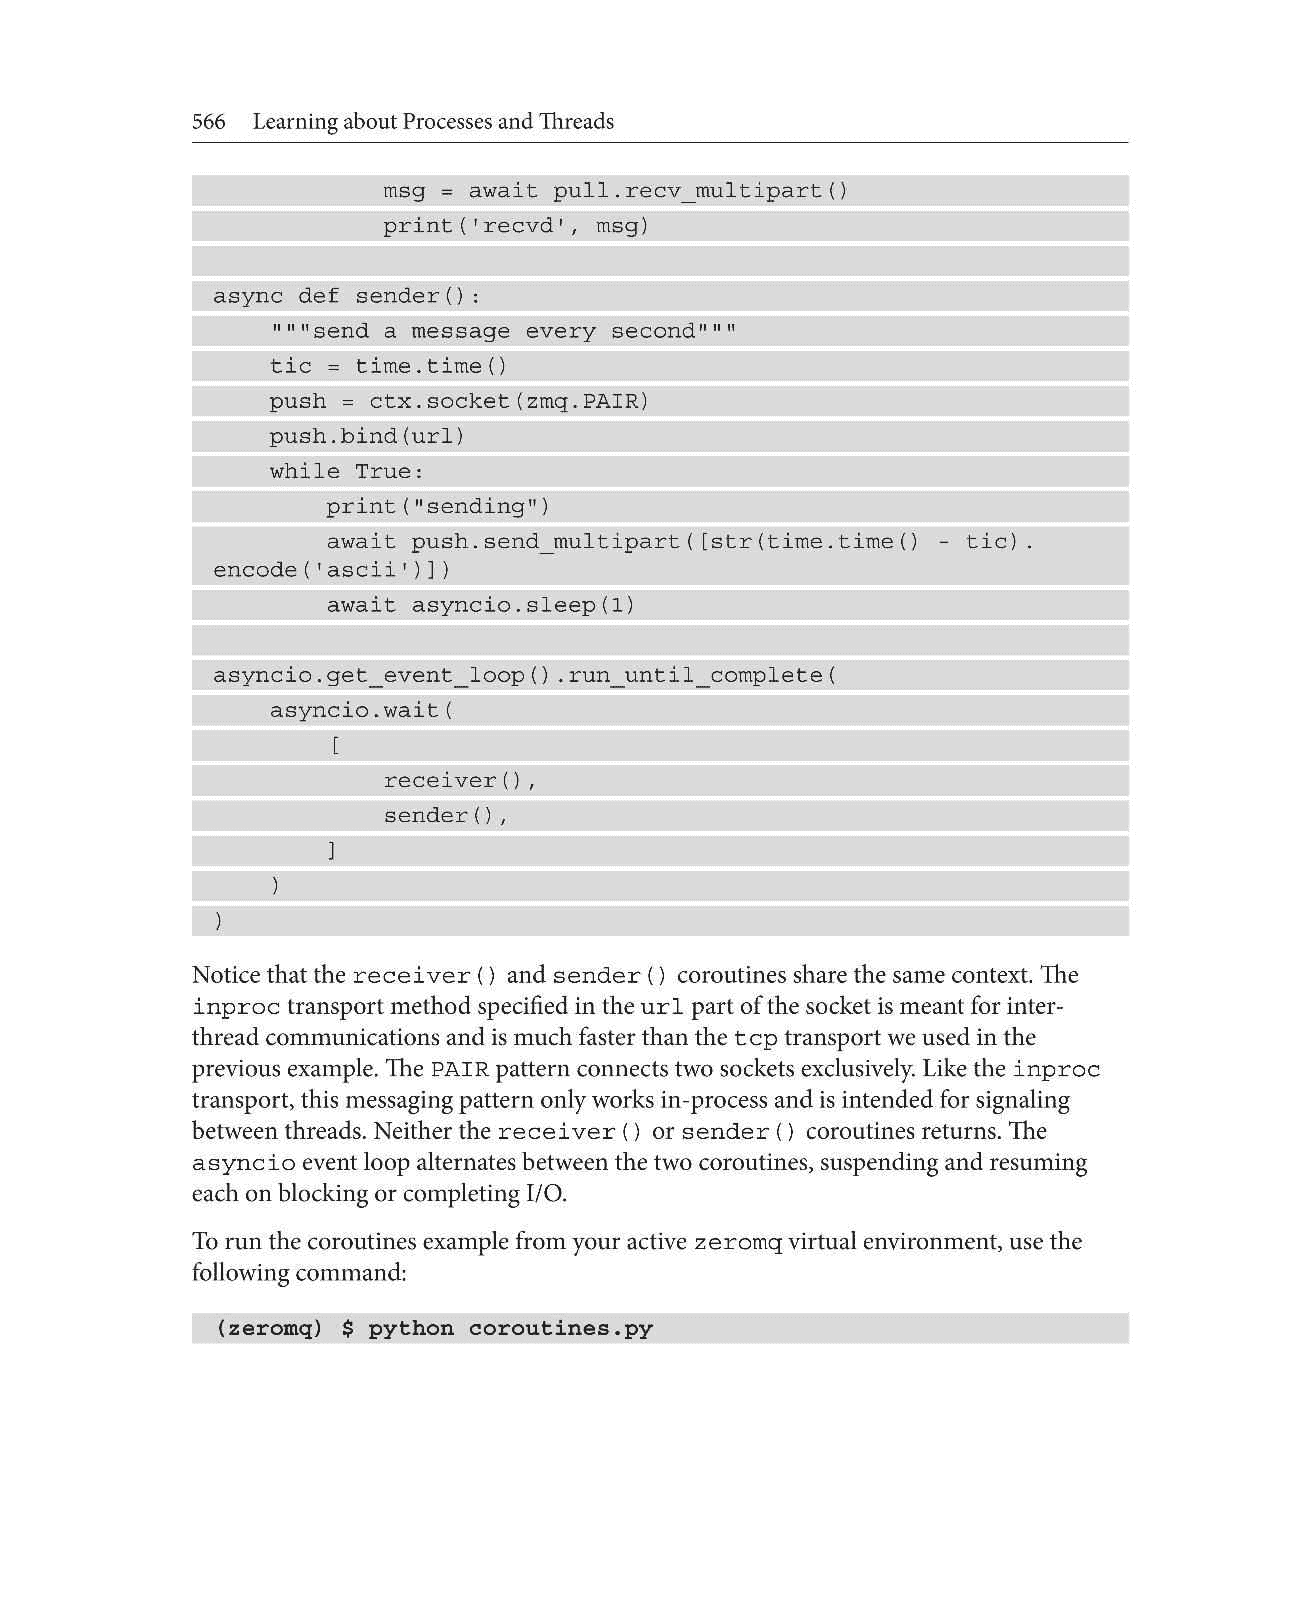 566 Learning about Processes and Threads
            msg = await pull.recv_multipart()
            print('recvd', msg)

async def sender():
    """send a message every second"""
    tic = time.time()
    push = ctx.socket(zmq.PAIR)
    push.bind(url)
    while True:
        print("sending")
        await push.send_multipart([str(time.time() - tic).
encode('ascii')])
        await asyncio.sleep(1)

asyncio.get_event_loop().run_until_complete(
    asyncio.wait(
        [
            receiver(),
            sender(),
        ]
    )
)
Notice that the receiver() and sender() coroutines share the same context. The
inproc transport method specified in the url part of the socket is meant for inter-
thread communications and is much faster than the tcp transport we used in the
previous example. The PAIR pattern connects two sockets exclusively. Like the inproc
transport, this messaging pattern only works in-process and is intended for signaling
between threads. Neither the receiver() or sender() coroutines returns. The
asyncio event loop alternates between the two coroutines, suspending and resuming
each on blocking or completing I/O.
To run the coroutines example from your active zeromq virtual environment, use the
following command:
(zeromq) $ python coroutines.py